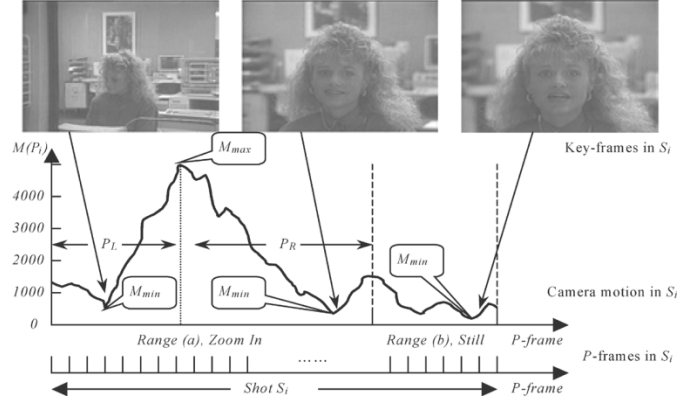 M(Pᵢ)
Mmax
Key-frames in Sᵢ
4000
3000
PL
PR
2000
Mmin
1000
Mmin
Mmin
Camera motion in Sᵢ
0
Range (a), Zoom In
Range (b), Still
P-frame
P-frames in Sᵢ
......
Shot Sᵢ
P-frame